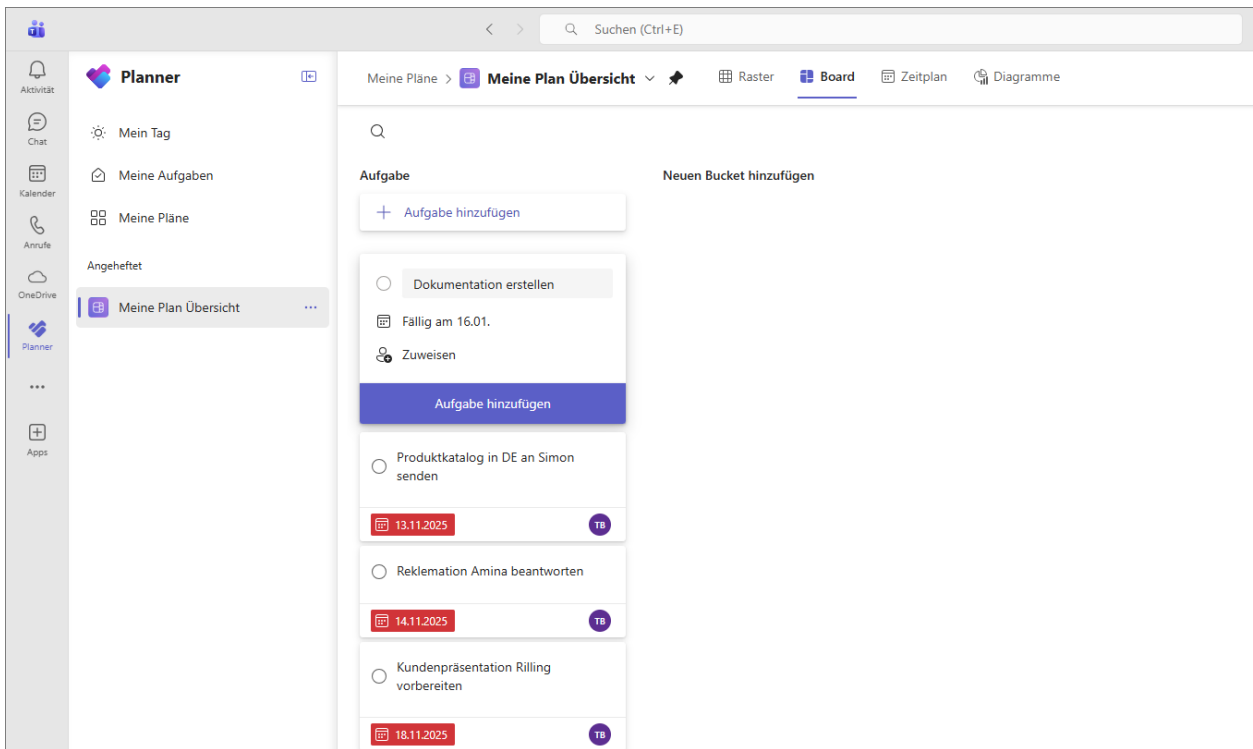 Suchen (Ctrl+E)
Aktivität
Chat
Kalender
Anrufe
OneDrive
Planner
Apps
Planner
Mein Tag
Meine Aufgaben
Meine Pläne
Angeheftet
Meine Plan Übersicht
Meine Pläne > Meine Plan Übersicht
Raster
Board
Zeitplan
Diagramme
Aufgabe
Aufgabe hinzufügen
Dokumentation erstellen
Fällig am 16.01.
Zuweisen
Aufgabe hinzufügen
Produktkatalog in DE an Simon
senden
13.11.2025
TB
Reklemation Amina beantworten
14.11.2025
TB
Kundenpräsentation Rilling
vorbereiten
18.11.2025
TB
Neuen Bucket hinzufügen